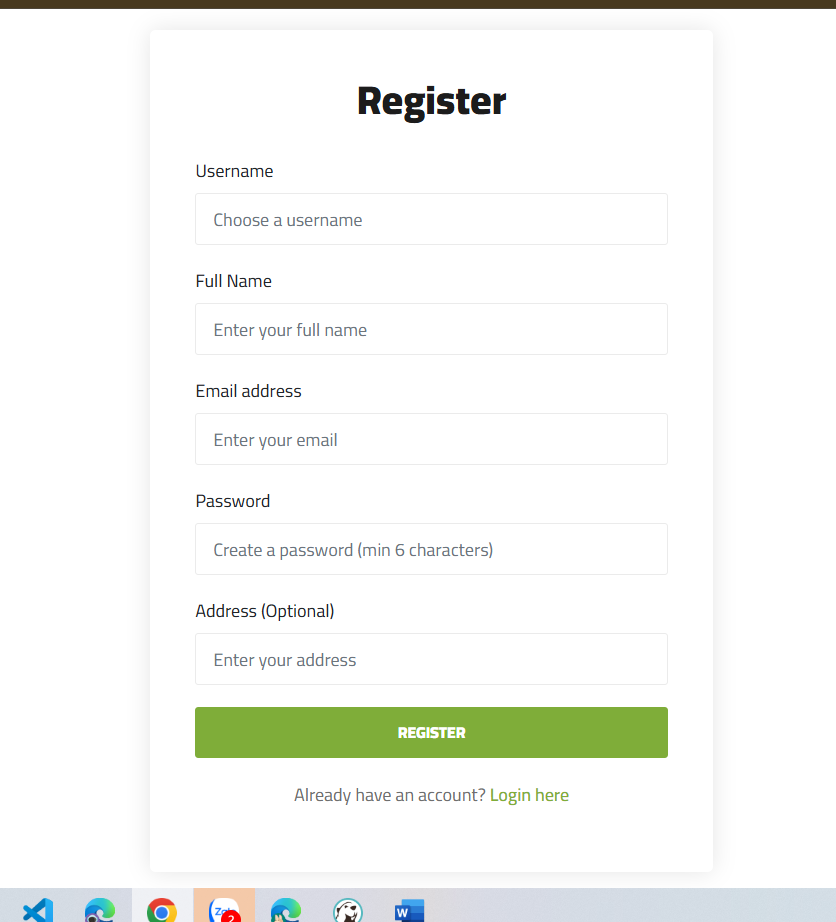 Register
Username
Choose a username
Full Name
Enter your full name
Email address
Enter your email
Password
Create a password (min 6 characters)
Address (Optional)
Enter your address
REGISTER
Already have an account? Login here
2
W